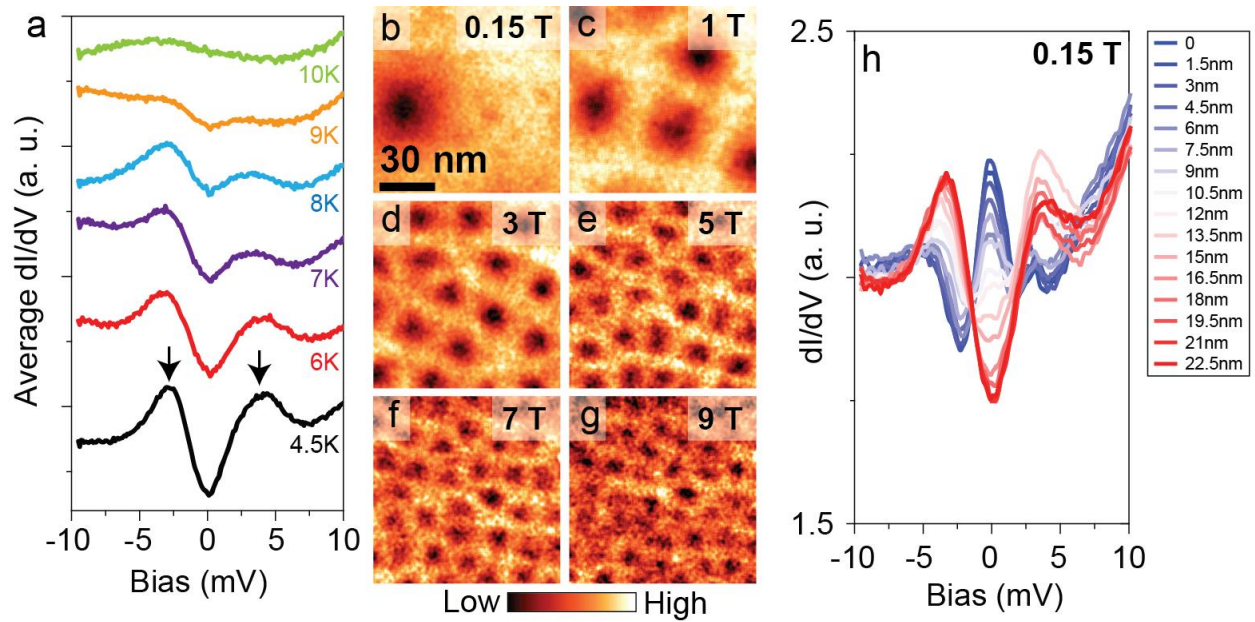 a
10K
9K
8K
7K
6K
4.5K
Average dI/dV (a. u.)
-10
-5
0
5
10
Bias (mV)
b
0.15 T
30 nm
c
1 T
d
3 T
e
5 T
f
7 T
g
9 T
Low
High
h
0.15 T
2.5
1.5
dI/dV (a. u.)
-10
-5
0
5
10
Bias (mV)
0
1.5nm
3nm
4.5nm
6nm
7.5nm
9nm
10.5nm
12nm
13.5nm
15nm
16.5nm
18nm
19.5nm
21nm
22.5nm